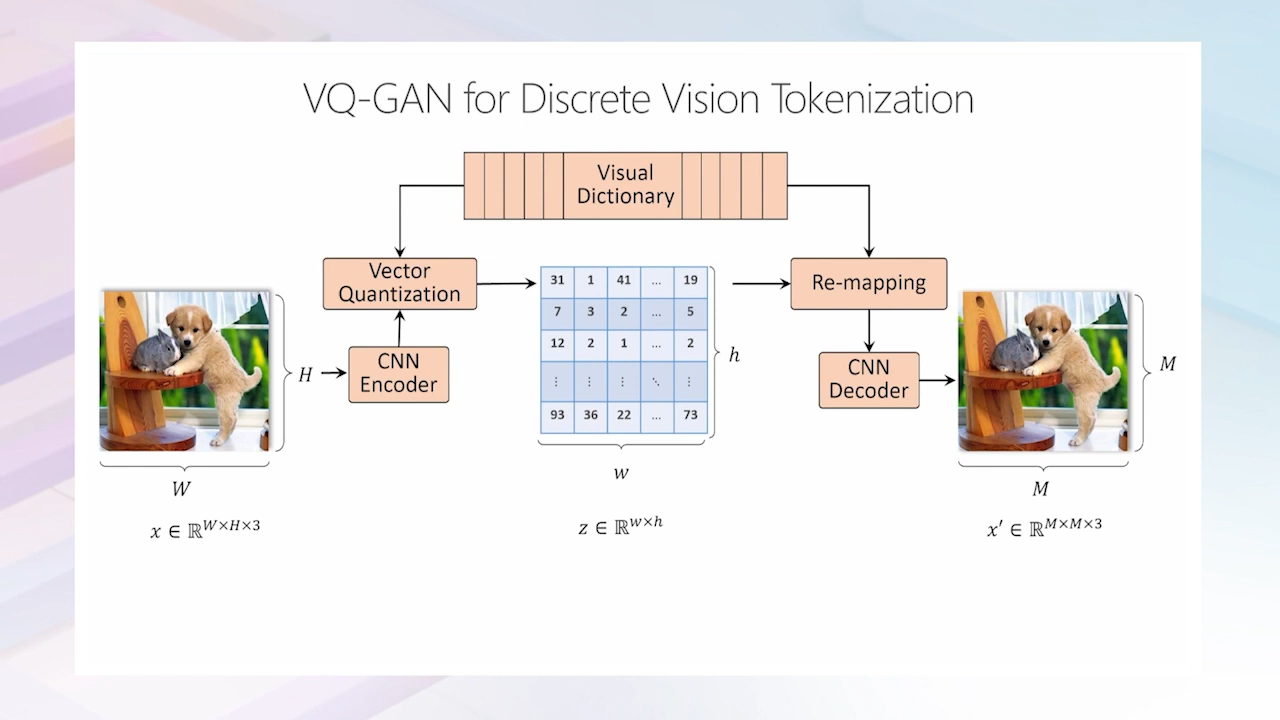 VQ-GAN for Discrete Vision Tokenization
Visual
Dictionary
Vector
Quantization
31 1 41 ... 19
7 3 2 ... 5
12 2 1 ... 2
⋮ ⋮ ⋮ ⋱ ⋮
93 36 22 ... 73
Re-mapping
CNN
Encoder
CNN
Decoder
H
h
M
W
w
M
x ∈ ℝ^{W×H×3}
z ∈ ℝ^{w×h}
x′ ∈ ℝ^{M×M×3}